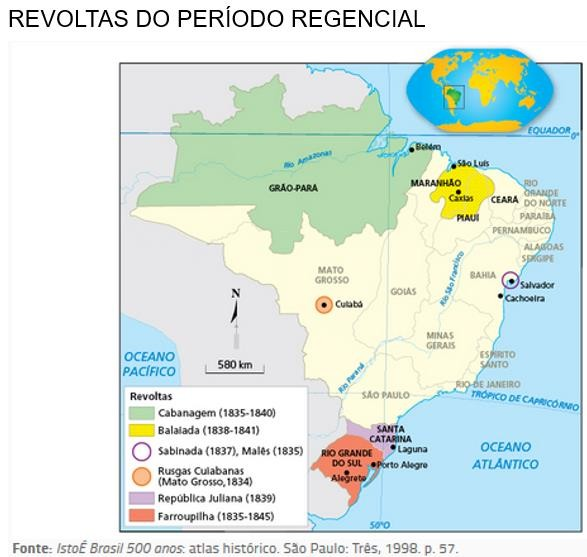 REVOLTAS DO PERÍODO REGENCIAL
EQUADOR 0°
Belém
Rio Amazonas
São Luís
GRÃO-PARÁ
MARANHÃO
Caxias
CEARÁ
RIO
GRANDE
DO NORTE
PARAÍBA
PIAUÍ
PERNAMBUCO
ALAGOAS
SERGIPE
MATO
GROSSO
BAHIA
Rio São Francisco
Salvador
Cachoeira
GOIÁS
Cuiabá
N
MINAS
GERAIS
OCEANO
PACÍFICO
580 km
ESPÍRITO
SANTO
Rio Paraná
RIO DE JANEIRO
SÃO PAULO
TRÓPICO DE CAPRICÓRNIO
SANTA
CATARINA
Laguna
OCEANO
ATLÂNTICO
RIO GRANDE
DO SUL
Porto Alegre
Alegrete
50°O
Revoltas
Cabanagem (1835-1840)
Balaiada (1838-1841)
Sabinada (1837), Malês (1835)
Rusgas Cuiabanas
(Mato Grosso,1834)
República Juliana (1839)
Farroupilha (1835-1845)
Fonte: IstoÉ Brasil 500 anos: atlas histórico. São Paulo: Três, 1998. p. 57.